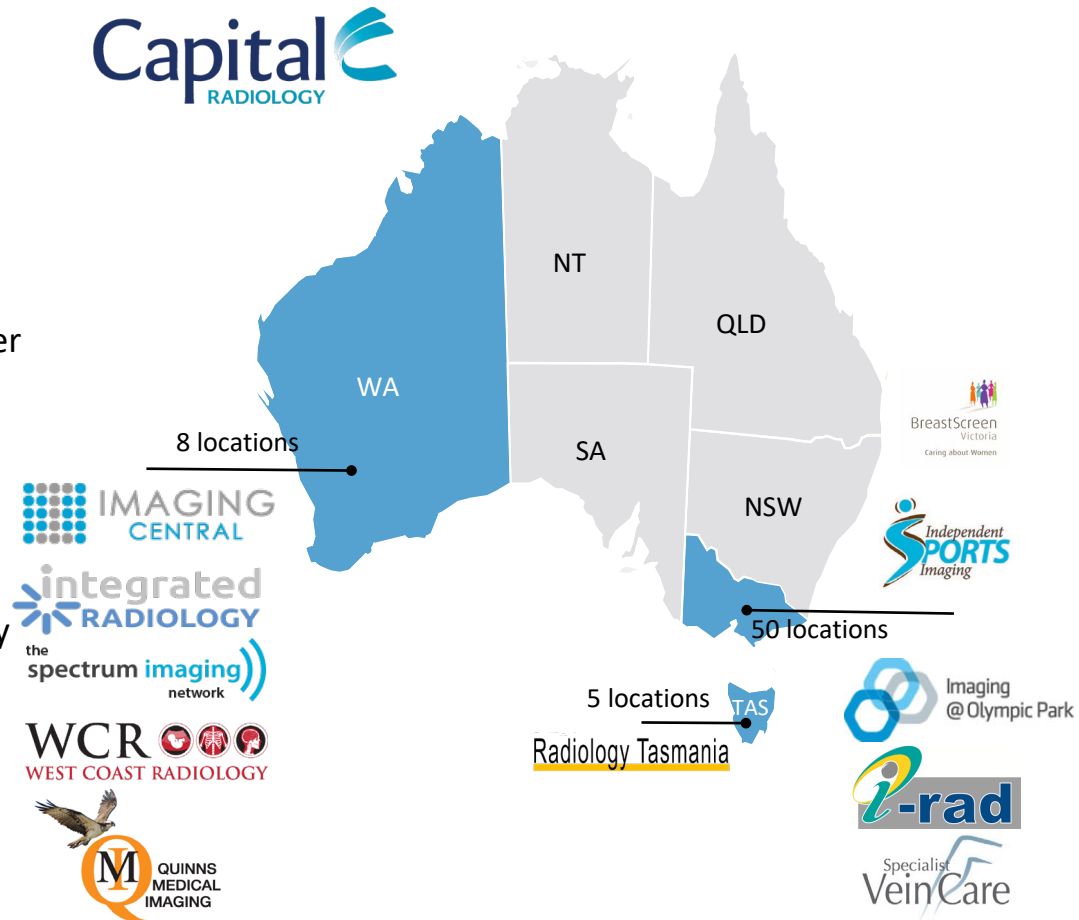 Capital
RADIOLOGY
NT
QLD
er
WA
BreastScreen
Victoria
Caring about Women
8 locations
SA
IMAGING
CENTRAL
NSW
Independent
SPORTS
Imaging
integrated
RADIOLOGY
50 locations
y
the
spectrum imaging
network
5 locations
TAS
Imaging
@ Olympic Park
Radiology Tasmania
WCR
WEST COAST RADIOLOGY
i-rad
QMI
QUINNS
MEDICAL
IMAGING
Specialist
VeinCare